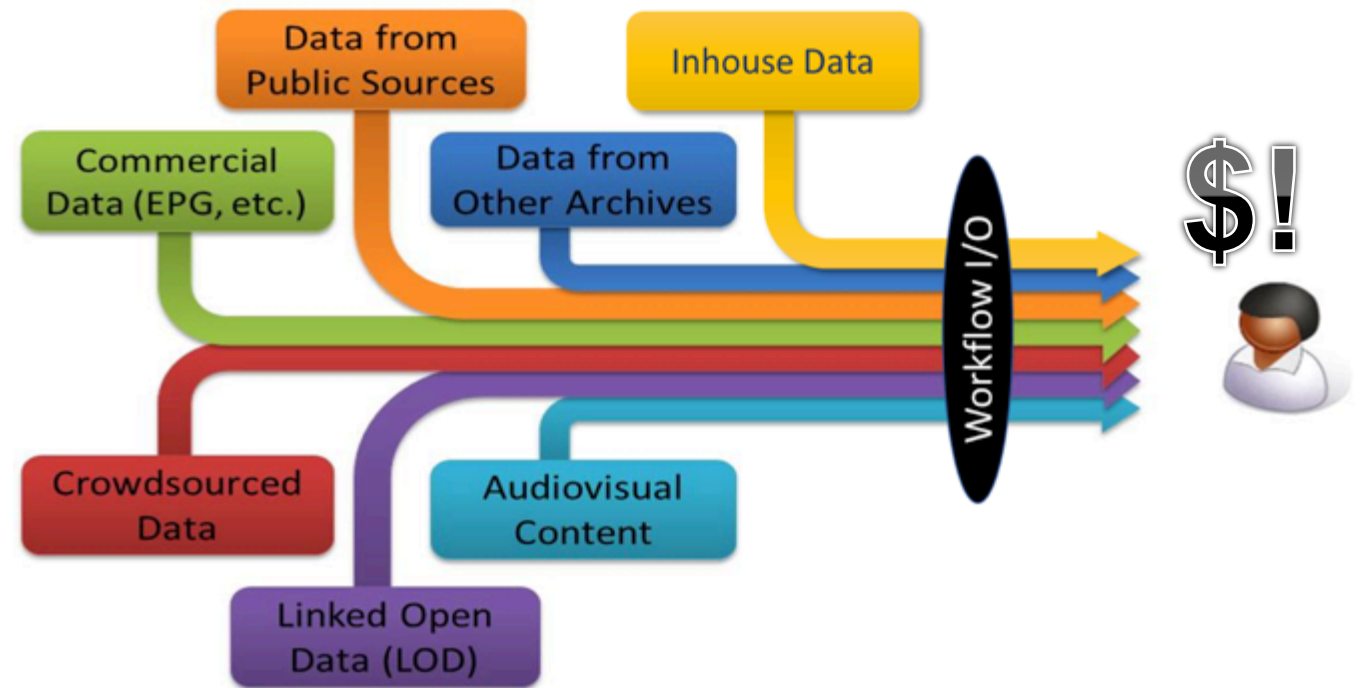 Data from
Public Sources
Inhouse Data
Commercial
Data (EPG, etc.)
Data from
Other Archives
$!
Workflow I/O
Crowdsourced
Data
Audiovisual
Content
Linked Open
Data (LOD)